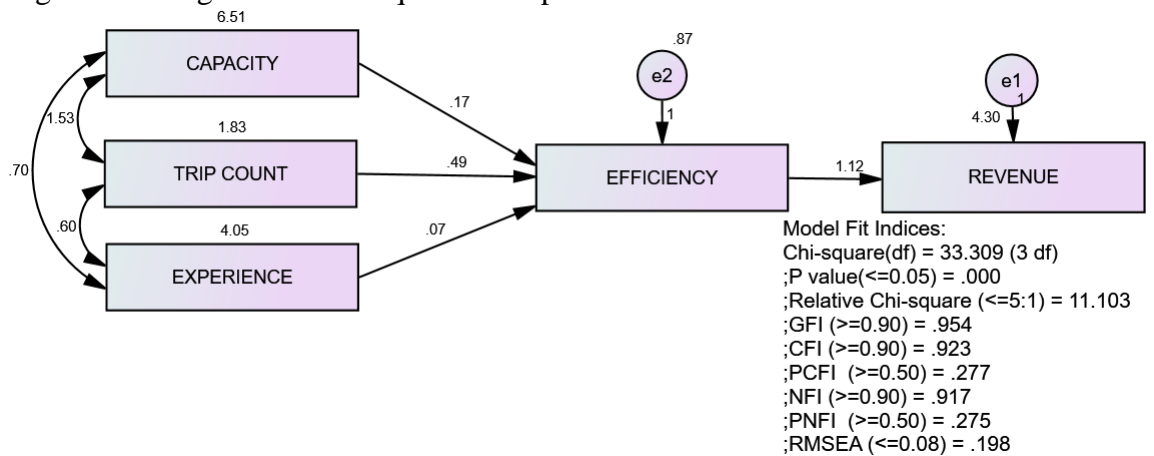 6.51
CAPACITY
.87
e2
1
e1
1
4.30
.17
1.53
1.83
TRIP COUNT
.49
EFFICIENCY
1.12
REVENUE
.70
.60
4.05
EXPERIENCE
.07
Model Fit Indices:
Chi-square(df) = 33.309 (3 df)
;P value(<=0.05) = .000
;Relative Chi-square (<=5:1) = 11.103
;GFI (>=0.90) = .954
;CFI (>=0.90) = .923
;PCFI (>=0.50) = .277
;NFI (>=0.90) = .917
;PNFI (>=0.50) = .275
;RMSEA (<=0.08) = .198